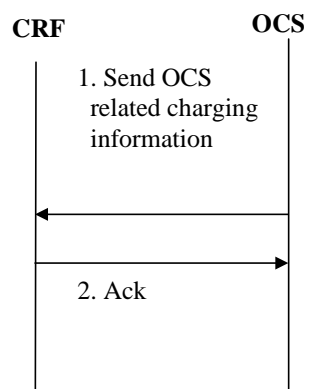 CRF
OCS
1. Send OCS
related charging
information
2. Ack